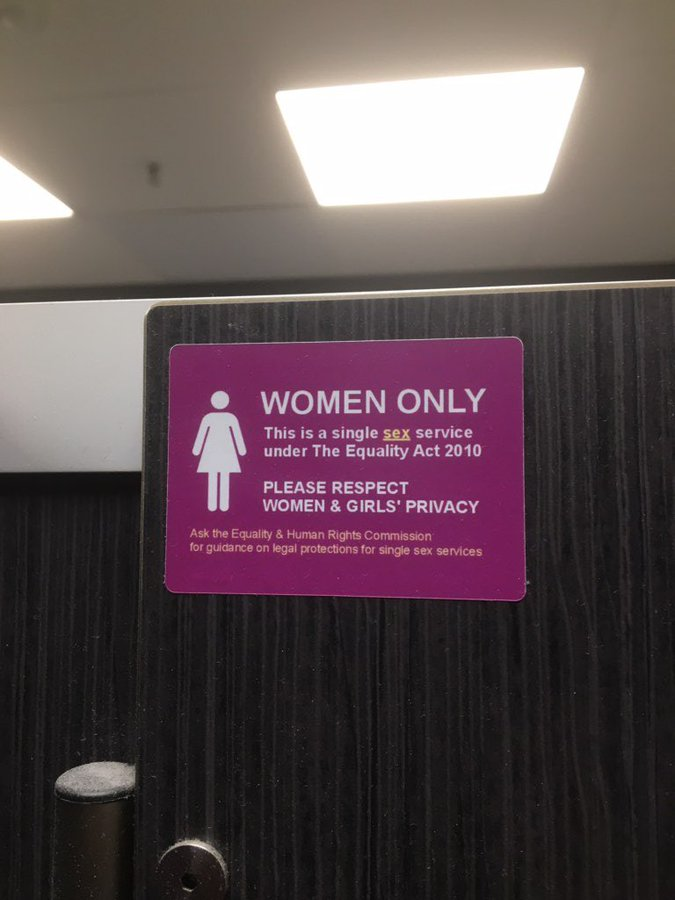 WOMEN ONLY
This is a single sex service
under The Equality Act 2010
PLEASE RESPECT
WOMEN & GIRLS' PRIVACY
Ask the Equality & Human Rights Commission
for guidance on legal protections for single sex services